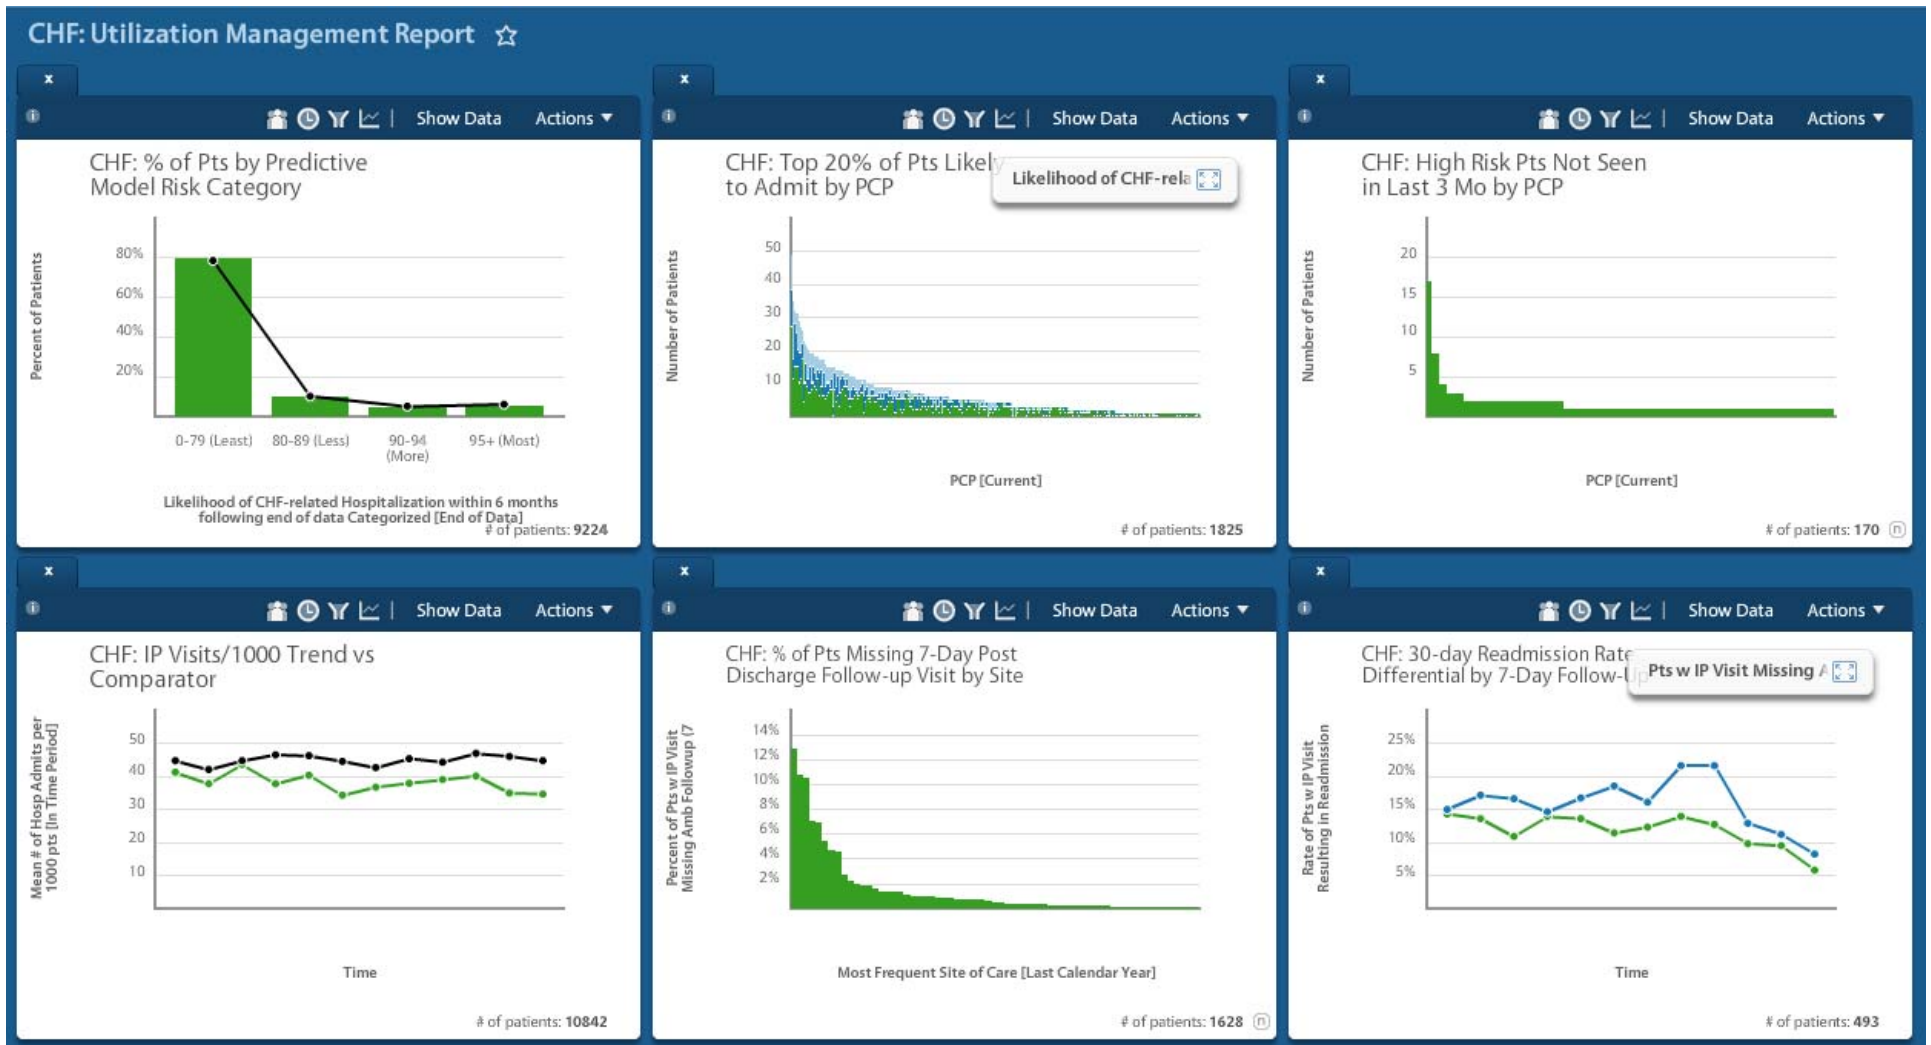 CHF: Utilization Management Report
x
x
x
Show Data Actions
Show Data Actions
Show Data Actions
CHF: % of Pts by Predictive
Model Risk Category
Percent of Patients
80%
60%
40%
20%
0-79 (Least) 80-89 (Less) 90-94 95+ (Most)
(More)
Likelihood of CHF-related Hospitalization within 6 months
following end of data Categorized [End of Data]
# of patients: 9224
CHF: Top 20% of Pts Likely
to Admit by PCP
Likelihood of CHF-rela
Number of Patients
50
40
30
20
10
PCP [Current]
# of patients: 1825
CHF: High Risk Pts Not Seen
in Last 3 Mo by PCP
Number of Patients
20
15
10
5
PCP [Current]
# of patients: 170 n
x
x
x
Show Data Actions
Show Data Actions
Show Data Actions
CHF: IP Visits/1000 Trend vs
Comparator
Mean # of Hosp Admits per
1000 pts [In Time Period]
50
40
30
20
10
Time
# of patients: 10842
CHF: % of Pts Missing 7-Day Post
Discharge Follow-up Visit by Site
Percent of Pts w IP Visit
Missing Amb Followup (7
14%
12%
10%
8%
6%
4%
2%
Most Frequent Site of Care [Last Calendar Year]
# of patients: 1628 n
CHF: 30-day Readmission Rate
Differential by 7-Day Follow-Up
Pts w IP Visit Missing A
Rate of Pts w IP Visit
Resulting in Readmission
25%
20%
15%
10%
5%
Time
# of patients: 493